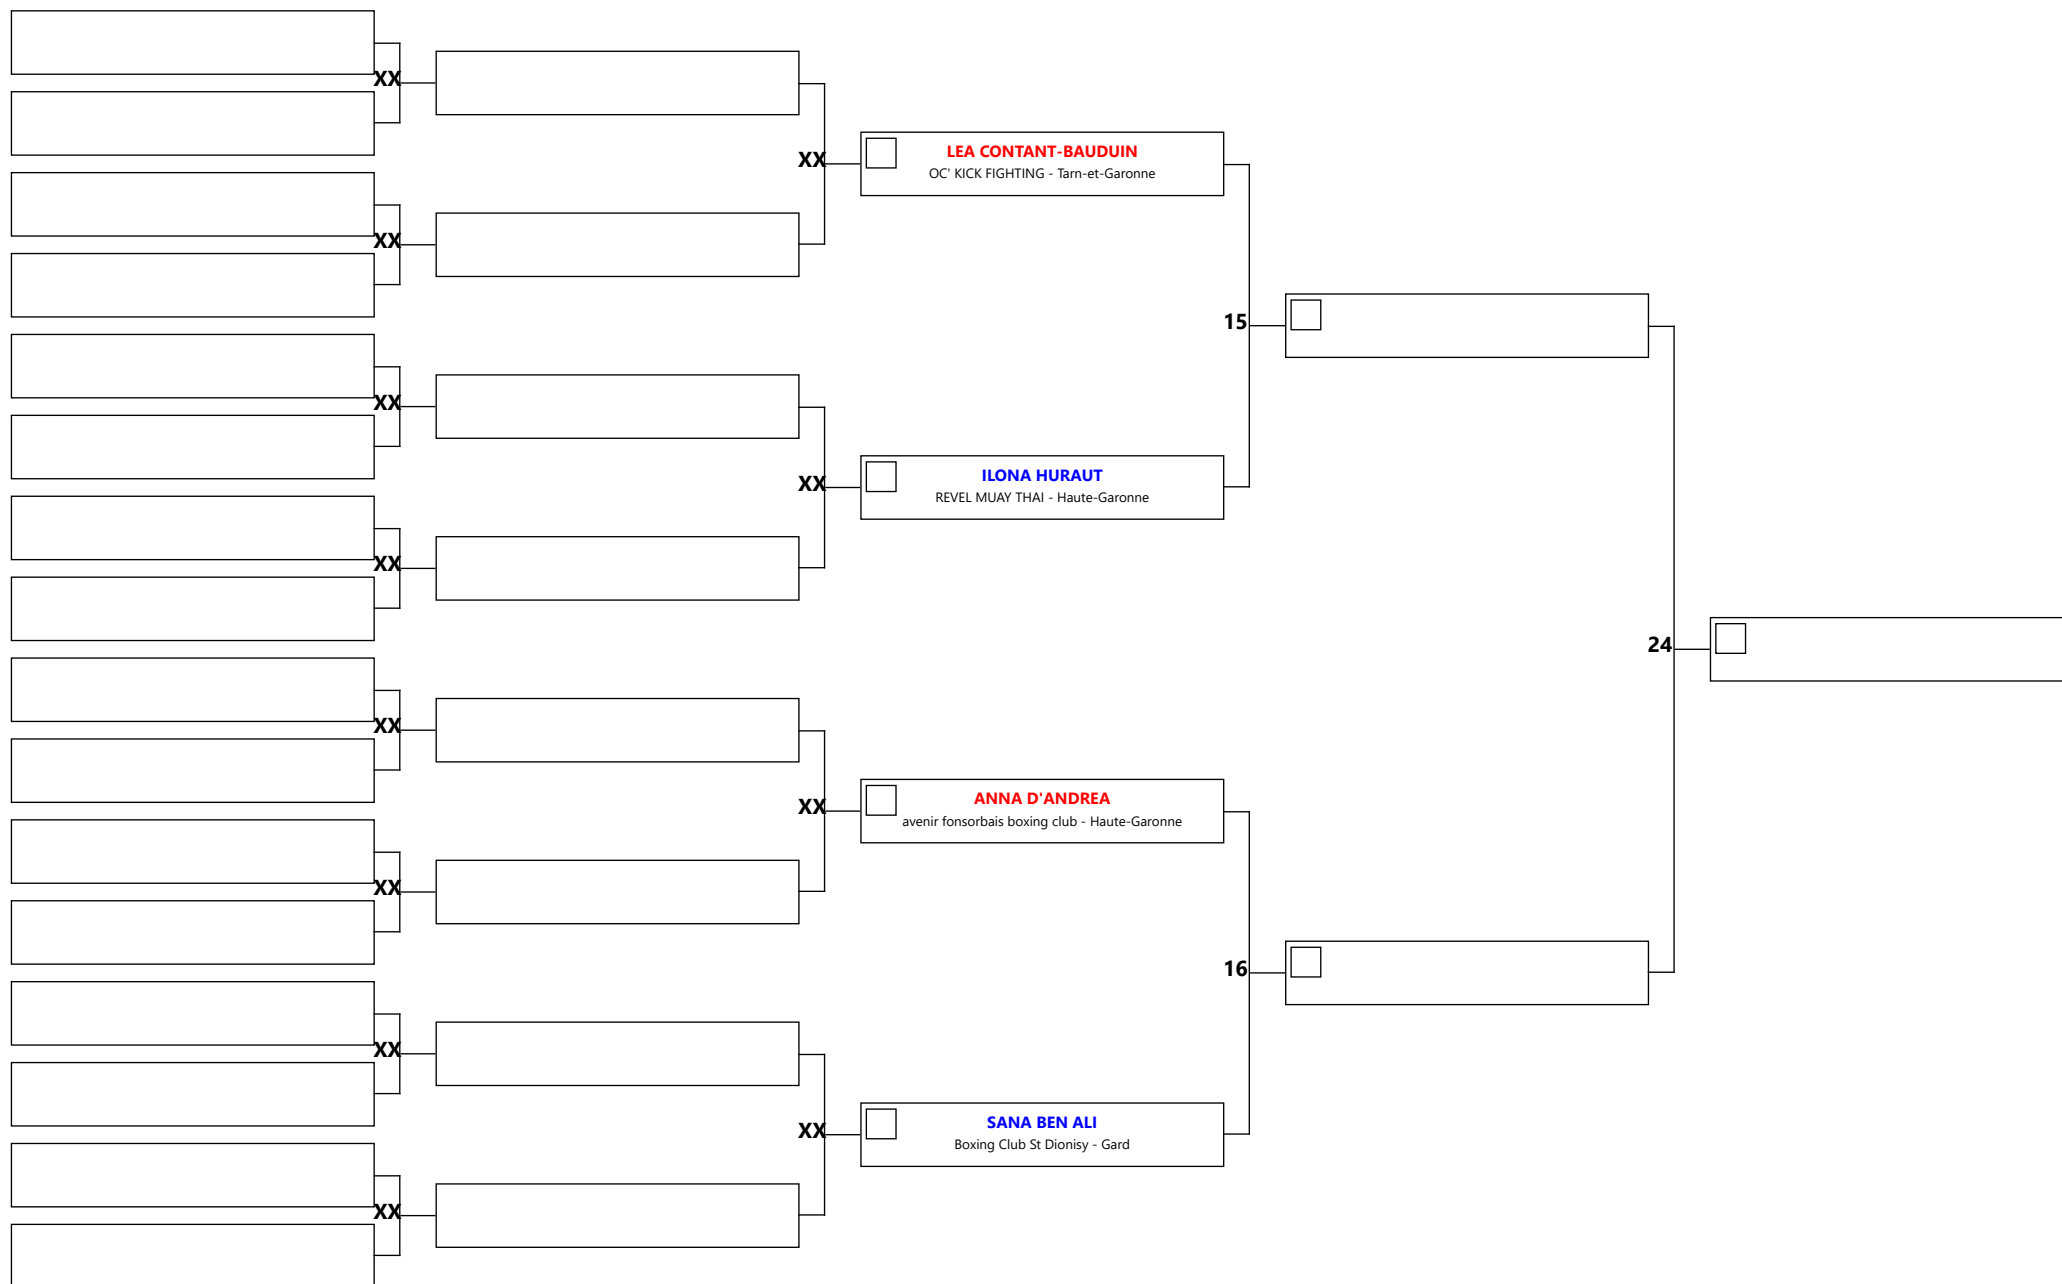 XX
XX
LEA CONTANT-BAUDUIN
OC' KICK FIGHTING - Tarn-et-Garonne
XX
15
XX
XX
ILONA HURAUT
REVEL MUAY THAI - Haute-Garonne
XX
24
XX
XX
ANNA D'ANDREA
avenir fonsorbais boxing club - Haute-Garonne
XX
16
XX
XX
SANA BEN ALI
Boxing Club St Dionisy - Gard
XX